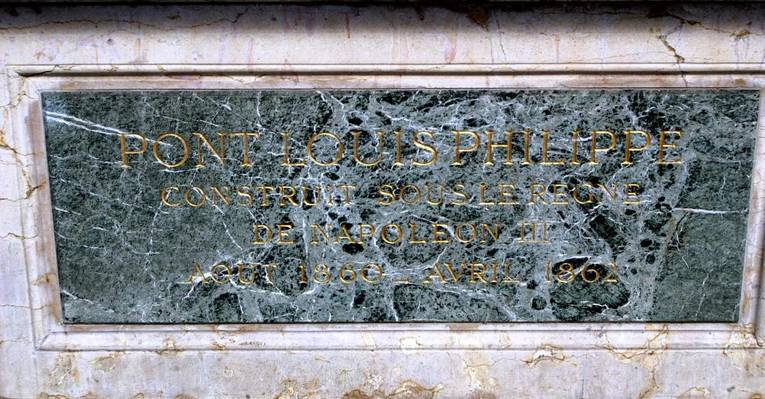 PONT LOUIS PHILIPPE
CONSTRUIT SOUS LE REGNE
DE NAPOLEON III
AOUT 1860 _ AVRIL 1862